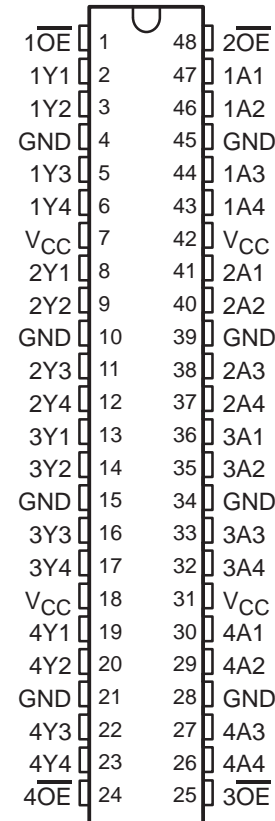 1O̅E̅ 1 48 2O̅E̅
1Y1 2 47 1A1
1Y2 3 46 1A2
GND 4 45 GND
1Y3 5 44 1A3
1Y4 6 43 1A4
VCC 7 42 VCC
2Y1 8 41 2A1
2Y2 9 40 2A2
GND 10 39 GND
2Y3 11 38 2A3
2Y4 12 37 2A4
3Y1 13 36 3A1
3Y2 14 35 3A2
GND 15 34 GND
3Y3 16 33 3A3
3Y4 17 32 3A4
VCC 18 31 VCC
4Y1 19 30 4A1
4Y2 20 29 4A2
GND 21 28 GND
4Y3 22 27 4A3
4Y4 23 26 4A4
4O̅E̅ 24 25 3O̅E̅